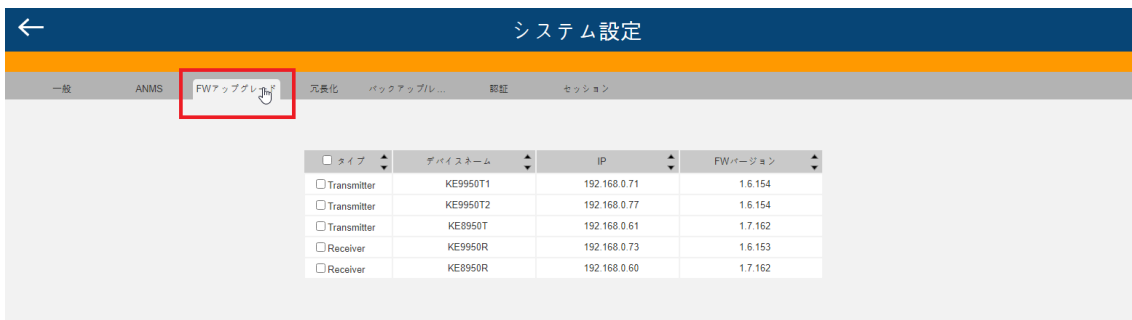 システム設定
一般 ANMS FWアップグレード 冗長化 バックアップ/レ... 認証 セッション
タイプ デバイスネーム IP FWバージョン
Transmitter KE9950T1 192.168.0.71 1.6.154
Transmitter KE9950T2 192.168.0.77 1.6.154
Transmitter KE8950T 192.168.0.61 1.7.162
Receiver KE9950R 192.168.0.73 1.6.153
Receiver KE8950R 192.168.0.60 1.7.162